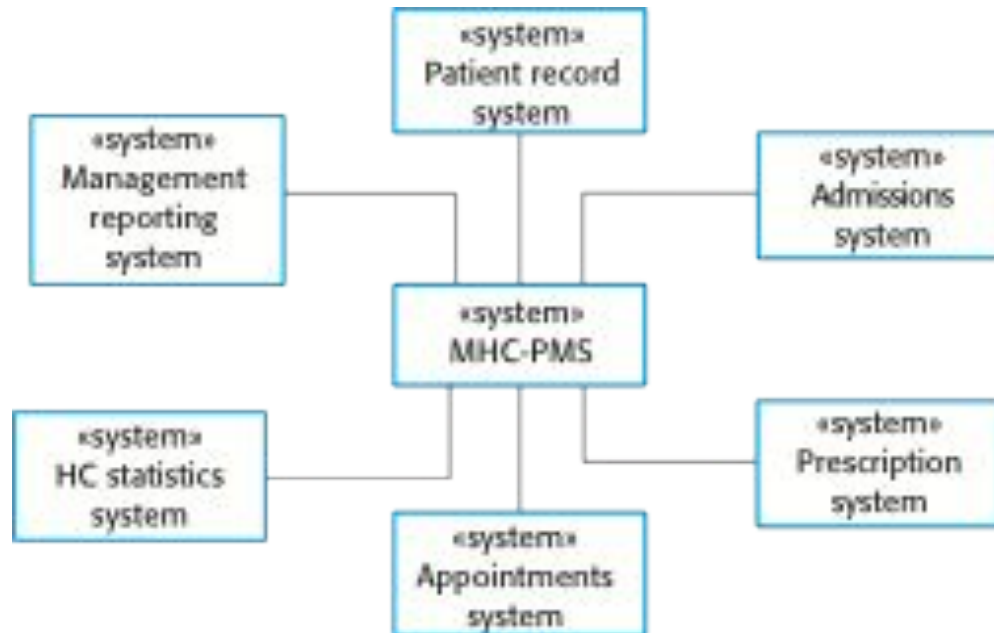 «system»
Patient record
system
«system»
Management
reporting
system
«system»
Admissions
system
«system»
MHC-PMS
«system»
HC statistics
system
«system»
Prescription
system
«system»
Appointments
system